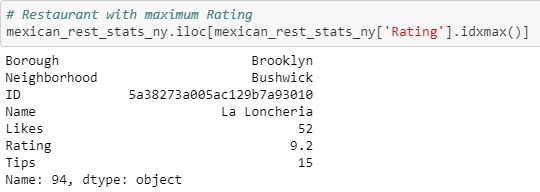 # Restaurant with maximum Rating
mexican_rest_stats_ny.iloc[mexican_rest_stats_ny['Rating'].idxmax()]
Borough                         Brooklyn
Neighborhood                    Bushwick
ID              5a38273a005ac129b7a93010
Name                        La Loncheria
Likes                                 52
Rating                               9.2
Tips                                  15
Name: 94, dtype: object